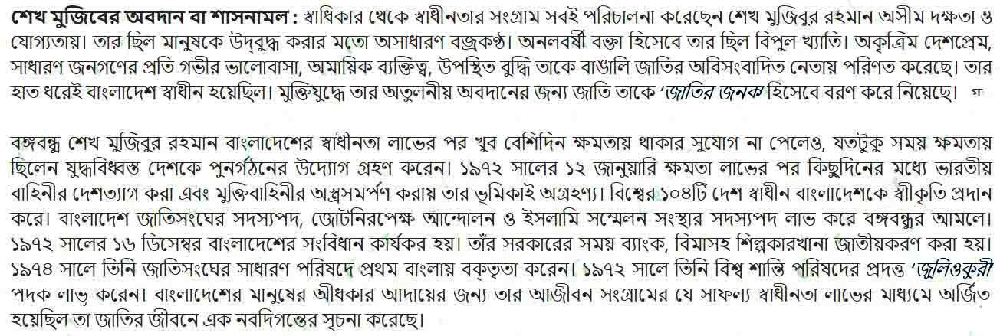 শেখ মুজিবের অবদান বা শাসনামল : স্বাধিকার থেকে স্বাধীনতার সংগ্রাম সবই পরিচালনা করেছেন শেখ মুজিবুর রহমান অসীম দক্ষতা ও
যোগ্যতায়। তার ছিল মানুষকে উদ্‌বুদ্ধ করার মতো অসাধারণ বজ্রকণ্ঠ। অনলবর্ষী বক্তা হিসেবে তার ছিল বিপুল খ্যাতি। অকৃত্রিম দেশপ্রেম,
সাধারণ জনগণের প্রতি গভীর ভালোবাসা, অমায়িক ব্যক্তিত্ব, উপস্থিত বুদ্ধি তাকে বাঙালি জাতির অবিসংবাদিত নেতায় পরিণত করেছে। তার
হাত ধরেই বাংলাদেশ স্বাধীন হয়েছিল। মুক্তিযুদ্ধে তার অতুলনীয় অবদানের জন্য জাতি তাকে ‘জাতির জনক’ হিসেবে বরণ করে নিয়েছে। গ
বঙ্গবন্ধু শেখ মুজিবুর রহমান বাংলাদেশের স্বাধীনতা লাভের পর খুব বেশিদিন ক্ষমতায় থাকার সুযোগ না পেলেও, যতটুকু সময় ক্ষমতায়
ছিলেন যুদ্ধবিধ্বস্ত দেশকে পুনর্গঠনের উদ্যোগ গ্রহণ করেন। ১৯৭২ সালের ১২ জানুয়ারি ক্ষমতা লাভের পর কিছুদিনের মধ্যে ভারতীয়
বাহিনীর দেশত্যাগ করা এবং মুক্তিবাহিনীর অস্ত্রসমর্পণ করায় তার ভূমিকাই অগ্রহণ্য। বিশ্বের ১০৪টি দেশ স্বাধীন বাংলাদেশকে স্বীকৃতি প্রদান
করে। বাংলাদেশ জাতিসংঘের সদস্যপদ, জোটনিরপেক্ষ আন্দোলন ও ইসলামি সম্মেলন সংস্থার সদস্যপদ লাভ করে বঙ্গবন্ধুর আমলে।
১৯৭২ সালের ১৬ ডিসেম্বর বাংলাদেশের সংবিধান কার্যকর হয়। তাঁর সরকারের সময় ব্যাংক, বিমাসহ শিল্পকারখানা জাতীয়করণ করা হয়।
১৯৭৪ সালে তিনি জাতিসংঘের সাধারণ পরিষদে প্রথম বাংলায় বক্তৃতা করেন। ১৯৭২ সালে তিনি বিশ্ব শান্তি পরিষদের প্রদত্ত ‘জুলিওকুরী
পদক লাভ করেন। বাংলাদেশের মানুষের অীধকার আদায়ের জন্য তার আজীবন সংগ্রামের যে সাফল্য স্বাধীনতা লাভের মাধ্যমে অর্জিত
হয়েছিল তা জাতির জীবনে এক নবদিগন্তের সূচনা করেছে।